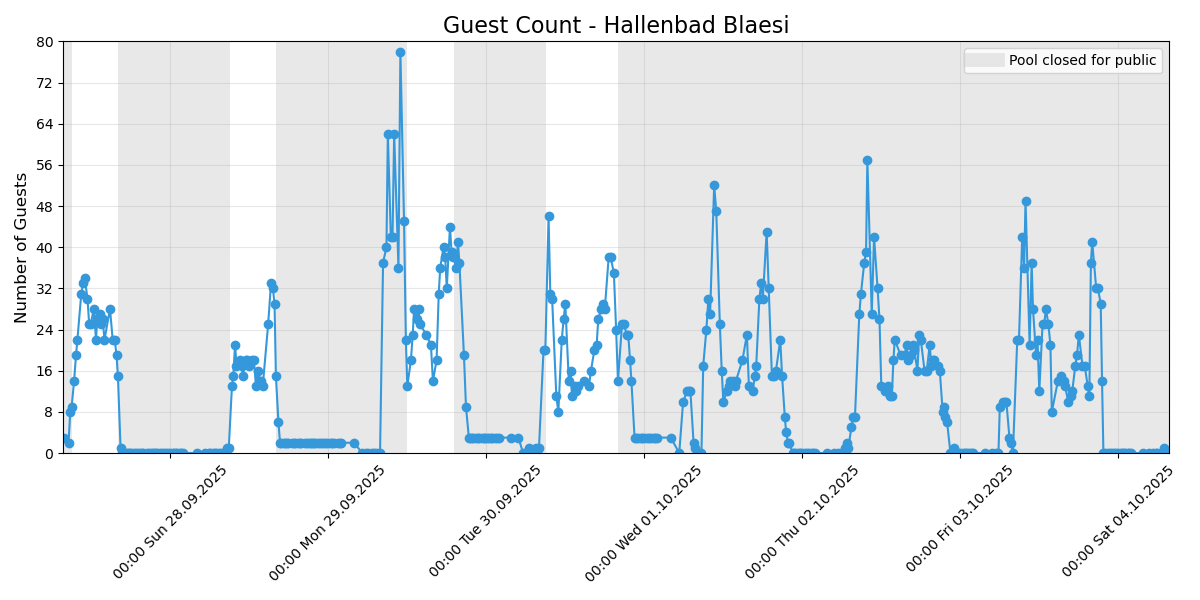 Guest Count - Hallenbad Blaesi
Pool closed for public
Number of Guests
80
72
64
56
48
40
32
24
16
8
0
00:00 Sun 28.09.2025
00:00 Mon 29.09.2025
00:00 Tue 30.09.2025
00:00 Wed 01.10.2025
00:00 Thu 02.10.2025
00:00 Fri 03.10.2025
00:00 Sat 04.10.2025